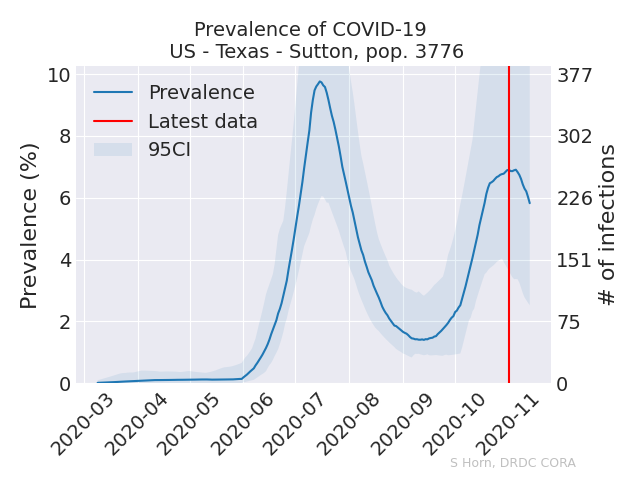 Prevalence of COVID-19
US - Texas - Sutton, pop. 3776
Prevalence (%)
10
8
6
4
2
0
Prevalence
Latest data
95CI
377
302
226
151
75
0
# of infections
2020-03
2020-04
2020-05
2020-06
2020-07
2020-08
2020-09
2020-10
2020-11
S Horn, DRDC CORA